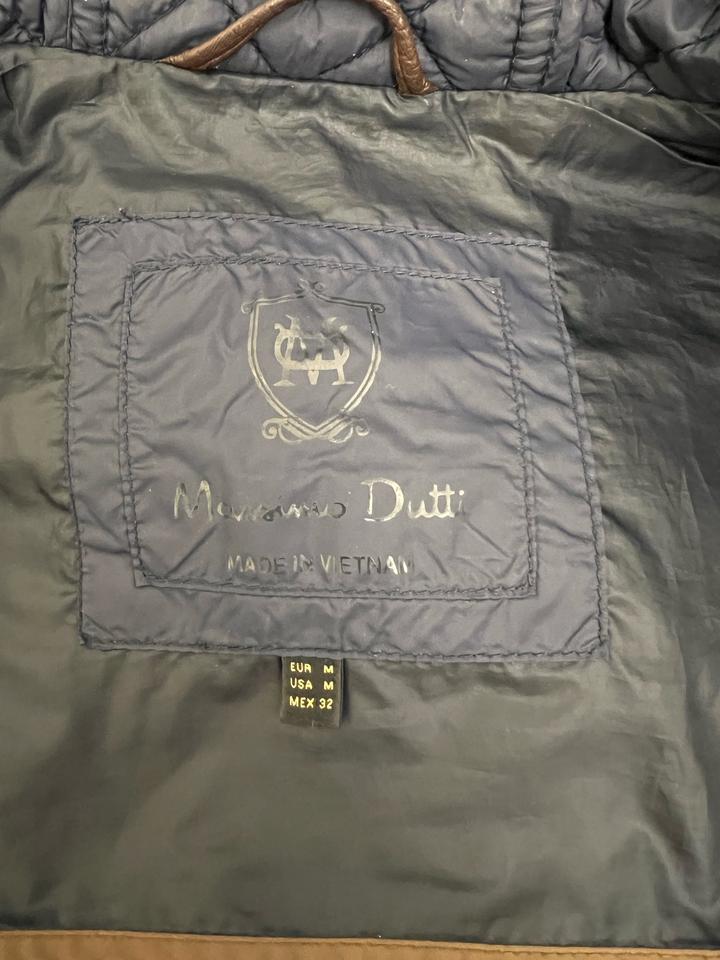 Massimo Dutti
MADE IN VIETNAM
EUR M
USA M
MEX 32